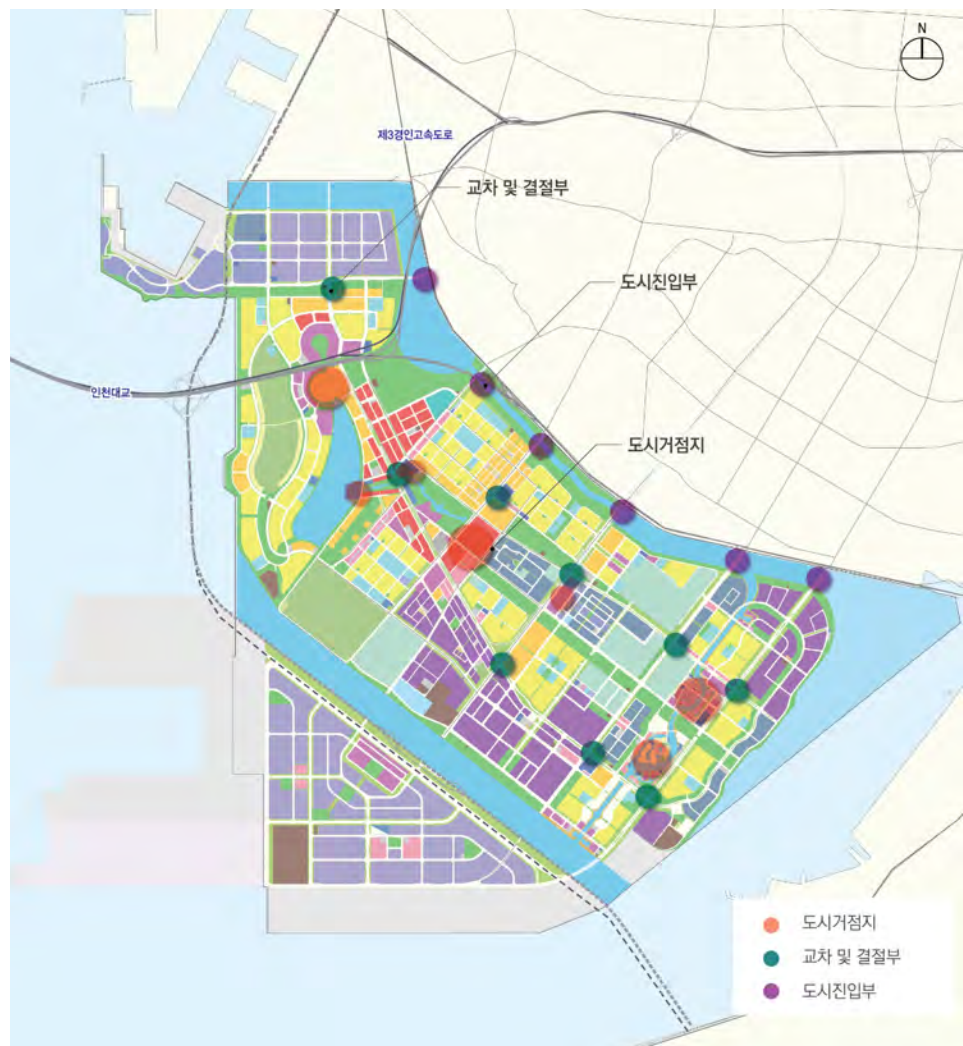 N
제3경인고속도로
교차 및 결절부
도시진입부
인천대교
도시거점지
도시거점지
교차 및 결절부
도시진입부